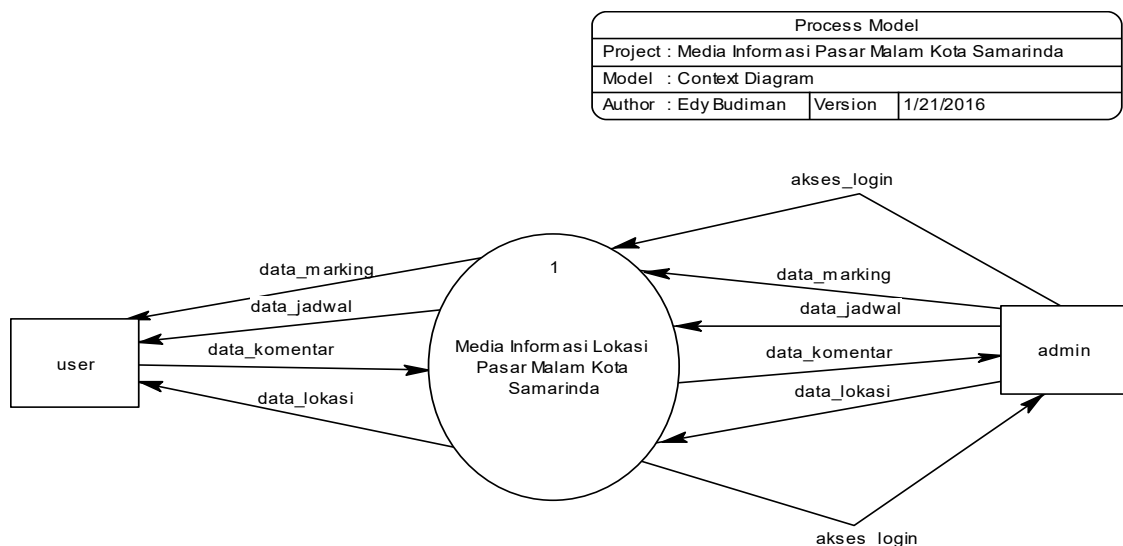 Process Model
Project : Media Informasi Pasar Malam Kota Samarinda
Model : Context Diagram
Author : Edy Budiman Version 1/21/2016
akses_login
1
data_marking
data_marking
data_jadwal
data_jadwal
data_komentar
data_komentar
data_lokasi
data_lokasi
user
Media Informasi Lokasi
Pasar Malam Kota
Samarinda
admin
akses_login